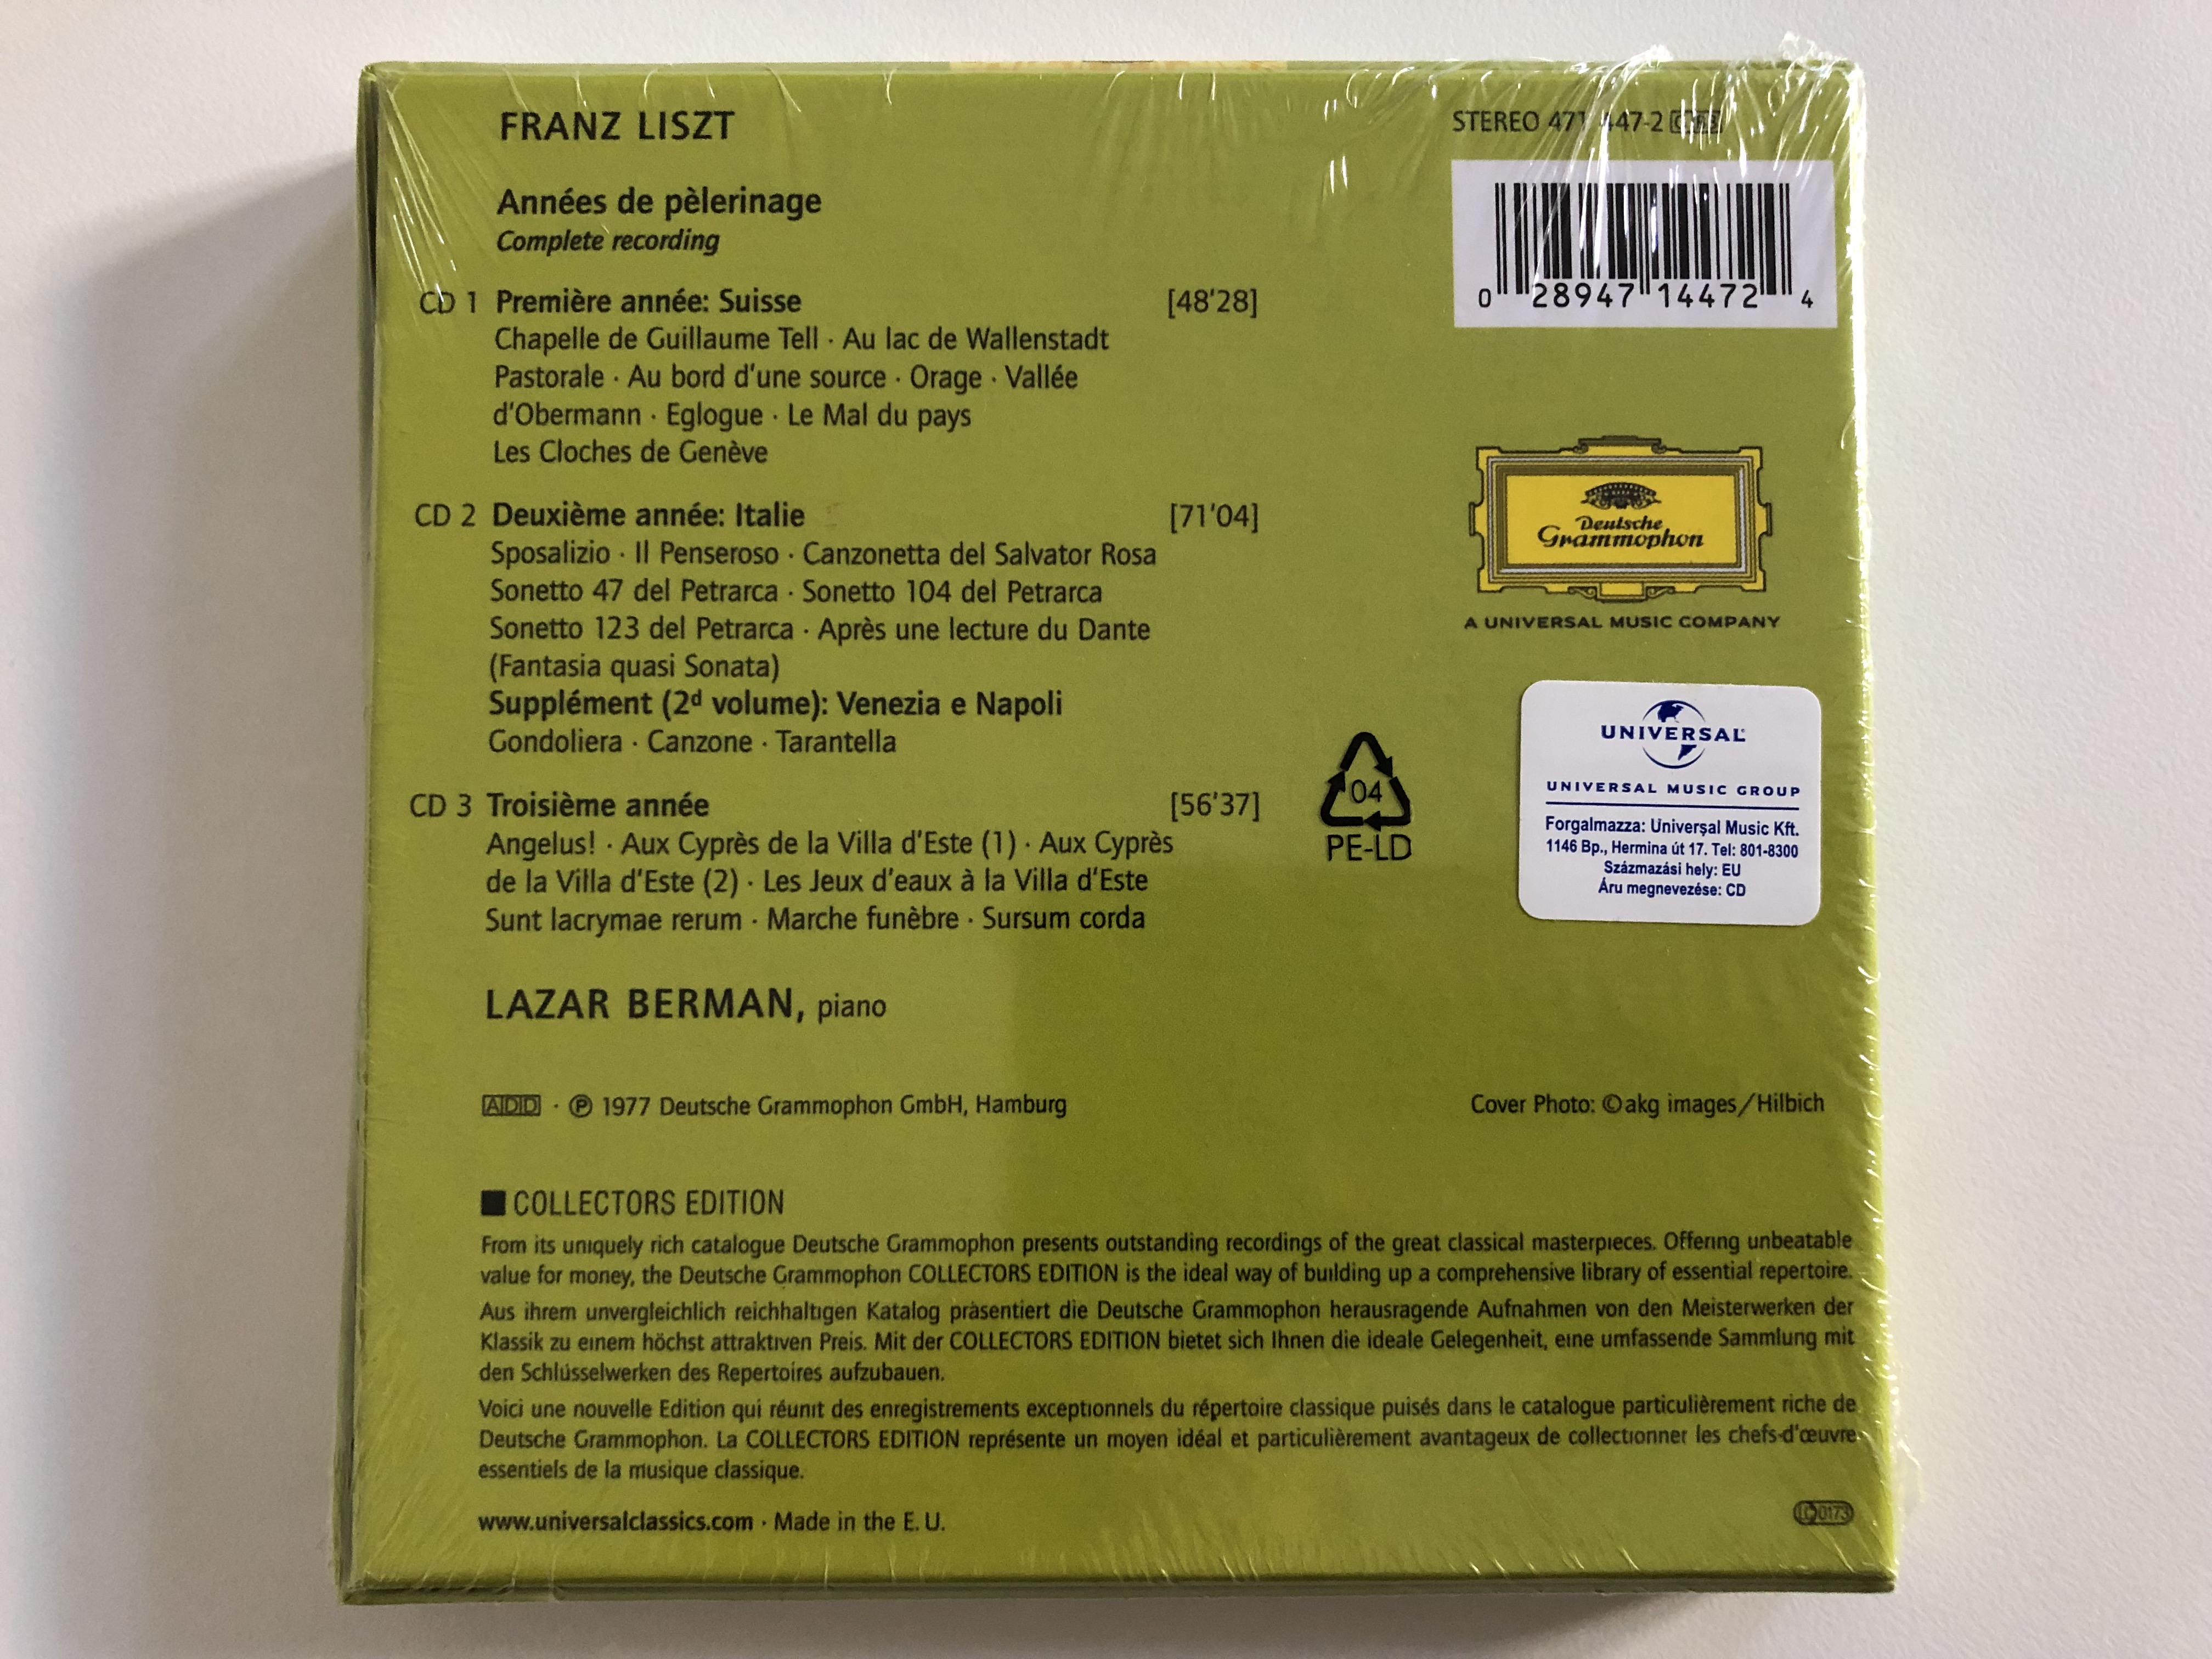 FRANZ LISZT
STEREO 471 447-2
Années de pèlerinage
Complete recording
0 28947 14472 4
CD 1 Première année: Suisse [48'28]
Chapelle de Guillaume Tell · Au lac de Wallenstadt
Pastorale · Au bord d'une source · Orage · Vallée
d'Obermann · Eglogue · Le Mal du pays
Les Cloches de Genève
CD 2 Deuxième année: Italie [71'04]
Sposalizio · Il Penseroso · Canzonetta del Salvator Rosa
Sonetto 47 del Petrarca · Sonetto 104 del Petrarca
Sonetto 123 del Petrarca · Après une lecture du Dante
(Fantasia quasi Sonata)
Supplément (2d volume): Venezia e Napoli
Gondoliera · Canzone · Tarantella
CD 3 Troisième année [56'37]
Angelus! · Aux Cyprès de la Villa d'Este (1) · Aux Cyprès
de la Villa d'Este (2) · Les Jeux d'eaux à la Villa d'Este
Sunt lacrymae rerum · Marche funèbre · Sursum corda
Deutsche
Grammophon
A UNIVERSAL MUSIC COMPANY
04
PE-LD
UNIVERSAL
UNIVERSAL MUSIC GROUP
Forgalmazza: Universal Music Kft.
1146 Bp., Hermina út 17. Tel: 801-8300
Százmazási hely: EU
Áru megnevezése: CD
LAZAR BERMAN, piano
ADD · ℗ 1977 Deutsche Grammophon GmbH, Hamburg
Cover Photo: ©akg images/Hilbich
■ COLLECTORS EDITION
From its uniquely rich catalogue Deutsche Grammophon presents outstanding recordings of the great classical masterpieces. Offering unbeatable
value for money, the Deutsche Grammophon COLLECTORS EDITION is the ideal way of building up a comprehensive library of essential repertoire.
Aus ihrem unvergleichlich reichhaltigen Katalog präsentiert die Deutsche Grammophon herausragende Aufnahmen von den Meisterwerken der
Klassik zu einem höchst attraktiven Preis. Mit der COLLECTORS EDITION bietet sich Ihnen die ideale Gelegenheit, eine umfassende Sammlung mit
den Schlüsselwerken des Repertoires aufzubauen.
Voici une nouvelle Edition qui réunit des enregistrements exceptionnels du répertoire classique puisés dans le catalogue particulièrement riche de
Deutsche Grammophon. La COLLECTORS EDITION représente un moyen idéal et particulièrement avantageux de collectionner les chefs-d'œuvre
essentiels de la musique classique.
www.universalclassics.com · Made in the E. U.
LC 0173